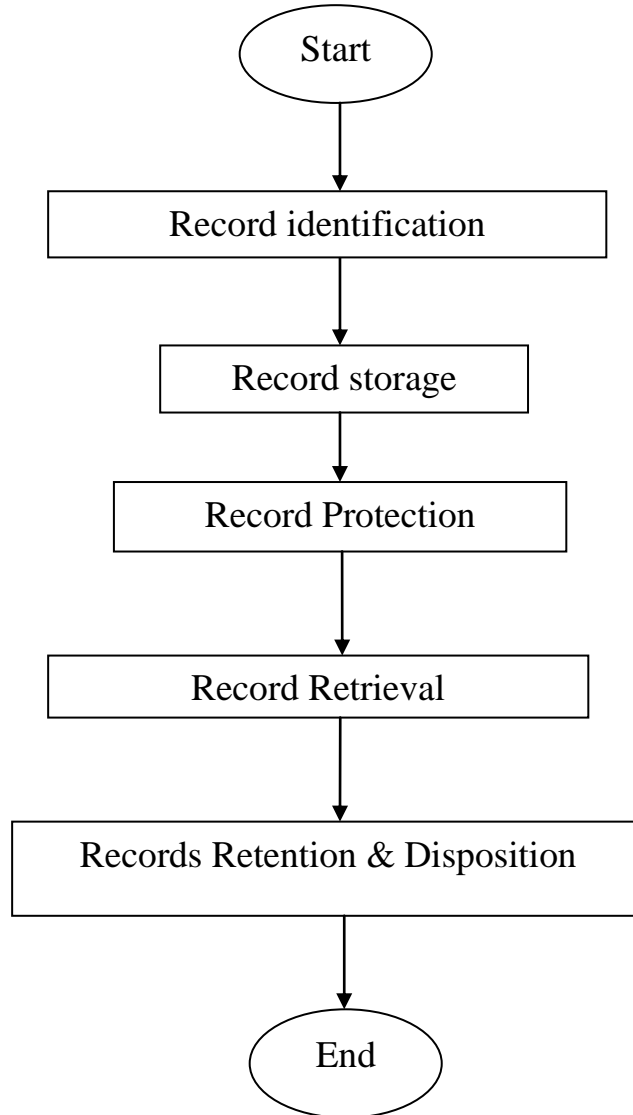 Start
Record identification
Record storage
Record Protection
Record Retrieval
Records Retention & Disposition
End